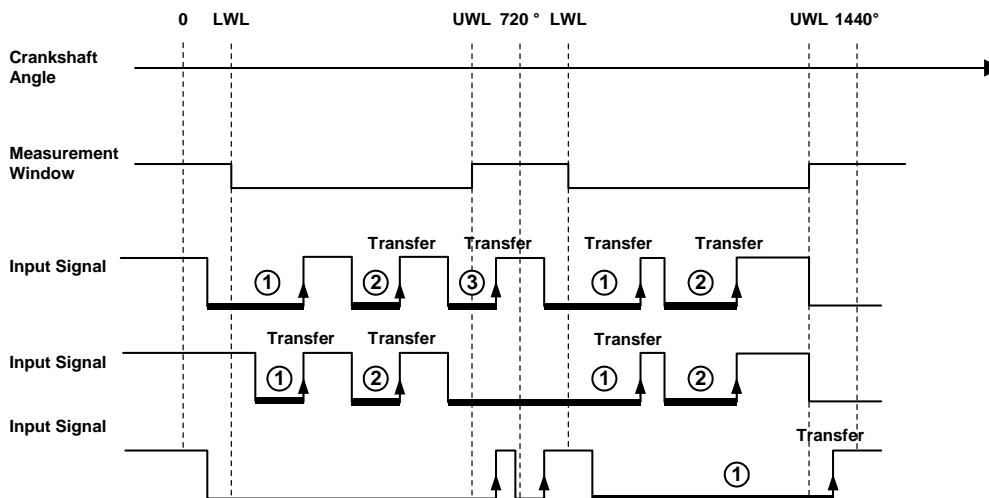 0 LWL UWL 720 ° LWL UWL 1440°
Crankshaft
Angle
Measurement
Window
Transfer Transfer Transfer Transfer
Input Signal ① ② ③ ① ②
Transfer Transfer Transfer
Input Signal ① ② ① ②
Input Signal Transfer
①